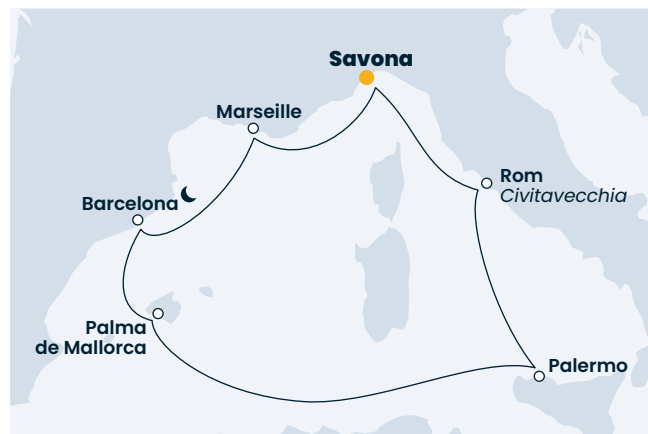 Savona
Marseille
Rom
Civitavecchia
Barcelona
Palma
de Mallorca
Palermo